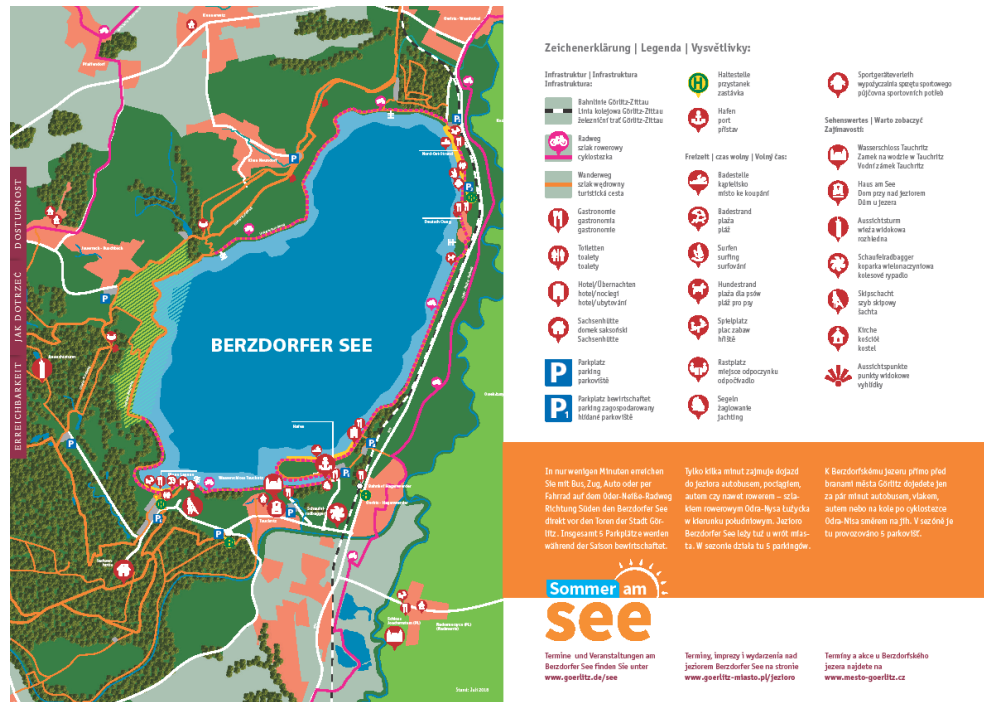 DOSTUPNOST
JAK DOTRZEĆ
ERREICHBARKEIT
BERZDORFER SEE
Hafen
Stand: Juli 2018
Zeichenerklärung | Legenda | Vysvětlivky:
Infrastruktur | Infrastruktura
Infrastruktura:
Bahnlinie Görlitz-Zittau
Linia kolejowa Görlitz-Zittau
železniční trať Görlitz-Zittau
Radweg
szlak rowerowy
cyklostezka
Wanderweg
szlak wędrowny
turistická cesta
Gastronomie
gastronomia
gastronomie
Toiletten
toalety
toalety
Hotel/Übernachten
hotel/noclegi
hotel/ubytování
Sachsenhütte
domek saksoński
Sachsenhütte
P
Parkplatz
parking
parkoviště
P1
Parkplatz bewirtschaftet
parking zagospodarowany
hlídané parkoviště
H
Haltestelle
przystanek
zastávka
Hafen
port
přístav
Freizeit | czas wolny | Volný čas:
Badestelle
kąpielisko
místo ke koupání
Badestrand
plaża
pláž
Surfen
surfing
surfování
Hundestrand
plaża dla psów
pláž pro psy
Spielplatz
plac zabaw
hřiště
Rastplatz
miejsce odpoczynku
odpočívadlo
Segeln
żaglowanie
jachting
Sportgeräteverleih
wypożyczalnia sprzętu sportowego
půjčovna sportovních potřeb
Sehenswertes | Warto zobaczyć
Zajímavosti:
Wasserschloss Tauchritz
Zamek na wodzie w Tauchritz
Vodní zámek Tauchritz
Haus am See
Dom przy nad jeziorem
Dům u jezera
Aussichtsturm
wieża widokowa
rozhledna
Schaufelradbagger
koparka wielonaczyniowa
kolesové rypadlo
Skipschacht
szyb skipowy
šachta
Kirche
kościół
kostel
Aussichtspunkte
punkty widokowe
vyhlídky
In nur wenigen Minuten erreichen
Sie mit Bus, Zug, Auto oder per
Fahrrad auf dem Oder-Neiße-Radweg
Richtung Süden den Berzdorfer See
direkt vor den Toren der Stadt Gör-
litz. Insgesamt 5 Parkplätze werden
während der Saison bewirtschaftet.
Tylko kilka minut zajmuje dojazd
do jeziora autobusem, pociągiem,
autem czy nawet rowerem – szla-
kiem rowerowym Odra-Nysa Łużycka
w kierunku południowym. Jezioro
Berzdorfer See leży tuż u wrót mias-
ta. W sezonie działa tu 5 parkingów.
K Berzdorfskému jezeru přímo před
branami města Görlitz dojedete jen
za pár minut autobusem, vlakem,
autem nebo na kole po cyklostezce
Odra-Nisa směrem na jih. V sezóně je
tu provozováno 5 parkovišť.
Sommer am
see
Termine und Veranstaltungen am
Berzdorfer See finden Sie unter
www.goerlitz.de/see
Terminy, imprezy i wydarzenia nad
jeziorem Berzdorfer See na stronie
www.goerlitz-miasto.pl/jezioro
Termíny a akce u Berzdorfského
jezera najdete na
www.mesto-goerlitz.cz